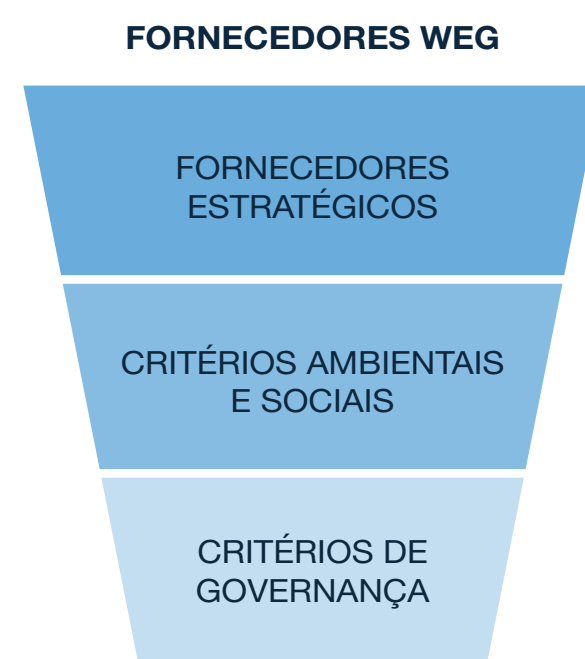 FORNECEDORES WEG
FORNECEDORES
ESTRATÉGICOS
CRITÉRIOS AMBIENTAIS
E SOCIAIS
CRITÉRIOS DE
GOVERNANÇA